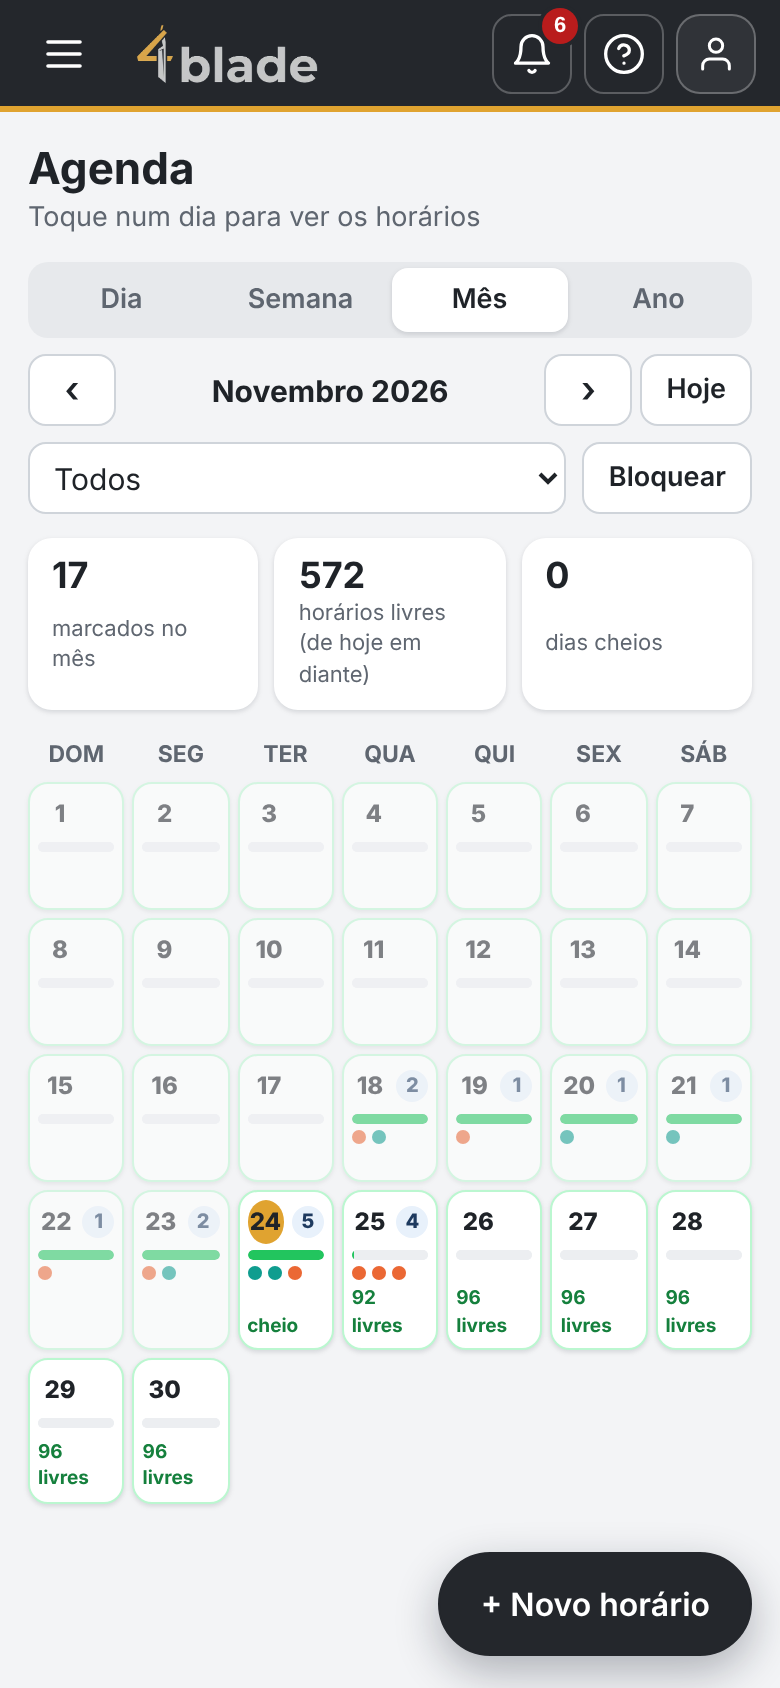 4blade
6
Agenda
Toque num dia para ver os horários
Dia Semana Mês Ano
‹ Novembro 2026 › Hoje
Todos Bloquear
17 572 0
marcados no mês
horários livres (de hoje em diante)
dias cheios
DOM SEG TER QUA QUI SEX SÁB
1 2 3 4 5 6 7
8 9 10 11 12 13 14
15 16 17 18 2 19 1 20 1 21 1
22 1 23 2 24 5 25 4 26 27 28
cheio 92 livres 96 livres 96 livres 96 livres
29 30
96 livres 96 livres
+ Novo horário